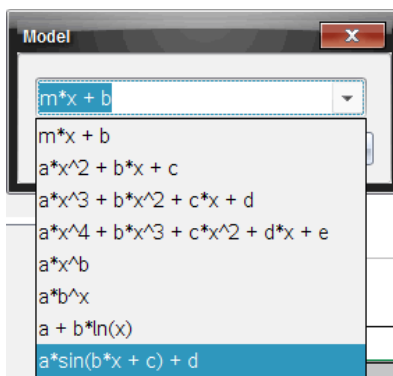 Model
m*x + b
m*x + b
a*x^2 + b*x + c
a*x^3 + b*x^2 + c*x + d
a*x^4 + b*x^3 + c*x^2 + d*x + e
a*x^b
a*b^x
a + b*ln(x)
a*sin(b*x + c) + d